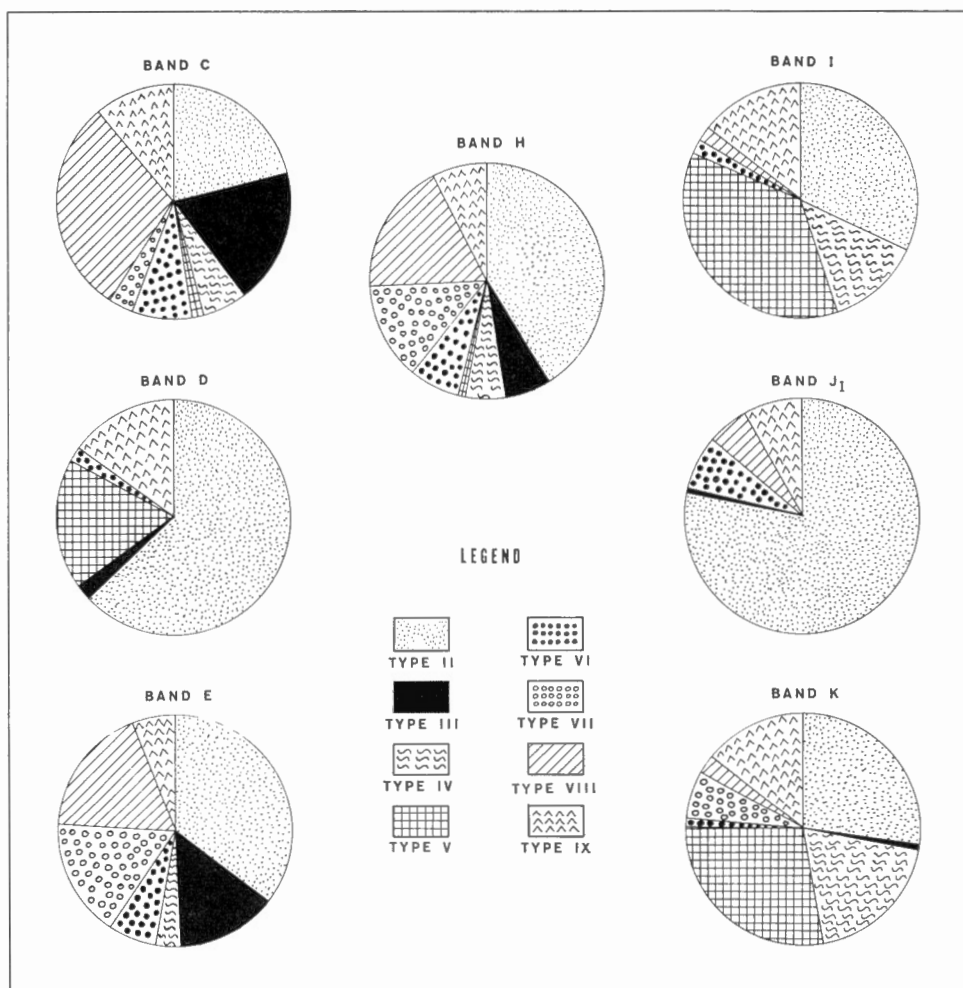 BAND C
BAND I
BAND H
BAND D
BAND J₁
BAND E
BAND K
LEGEND
TYPE II
TYPE VI
TYPE III
TYPE VII
TYPE IV
TYPE VIII
TYPE V
TYPE IX